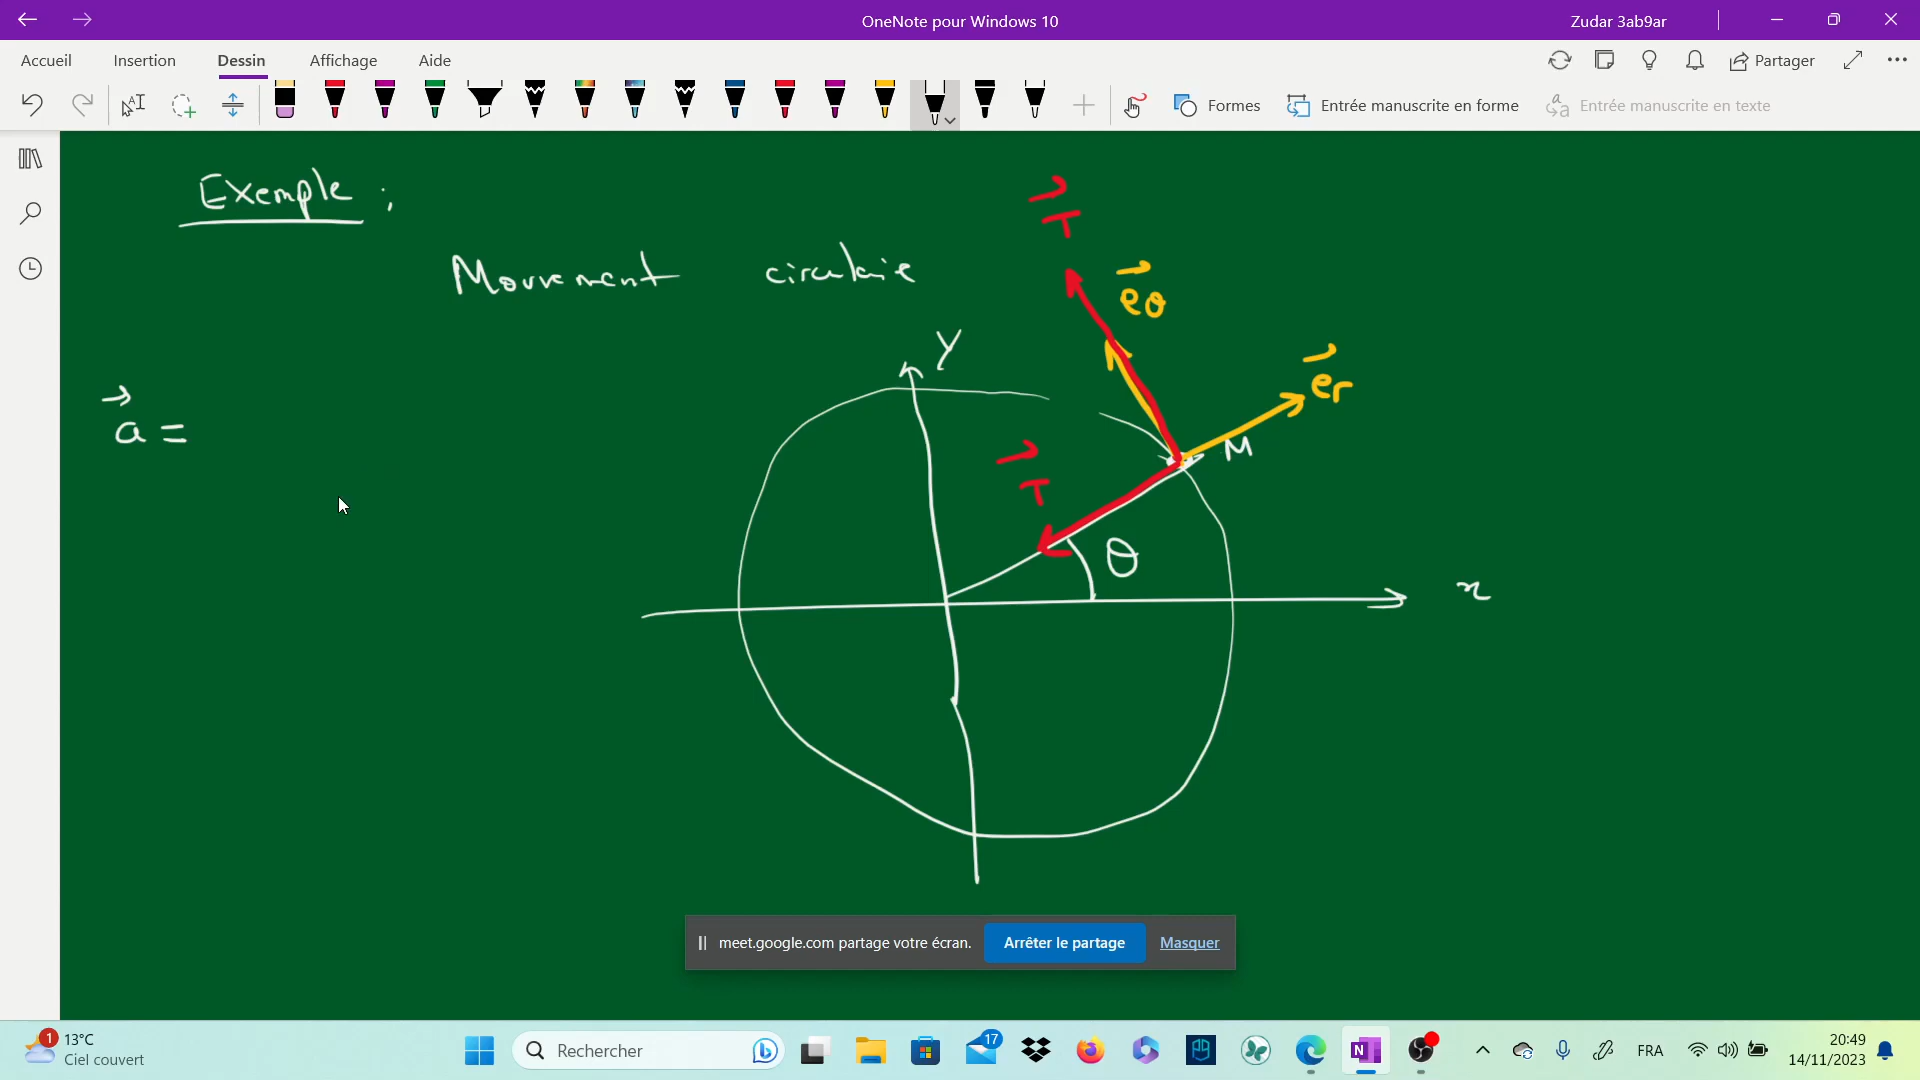 OneNote pour Windows 10
Zudar 3ab9ar
Accueil
Insertion
Dessin
Affichage
Aide
Partager
Formes
Entrée manuscrite en forme
Entrée manuscrite en texte
Exemple :
Mouvement circulaire
T
eθ
er
y
a =
M
T
θ
x
meet.google.com partage votre écran.
Arrêter le partage
Masquer
1
13°C
Ciel couvert
Rechercher
17
FRA
20:49
14/11/2023